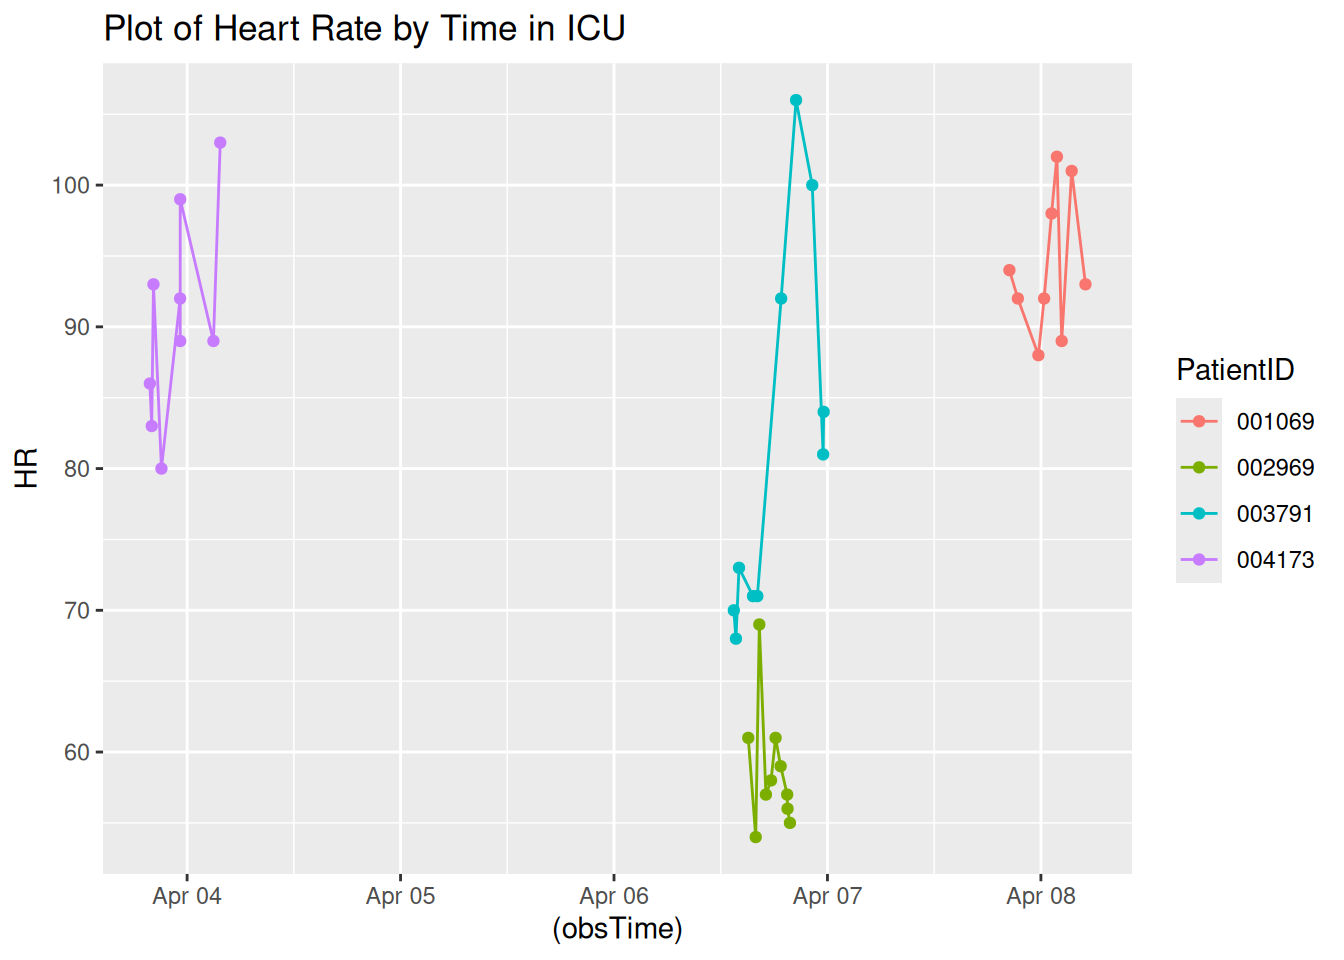 Plot of Heart Rate by Time in ICU
HR
100
90
80
70
60
Apr 04
Apr 05
Apr 06
Apr 07
Apr 08
(obsTime)
PatientID
001069
002969
003791
004173